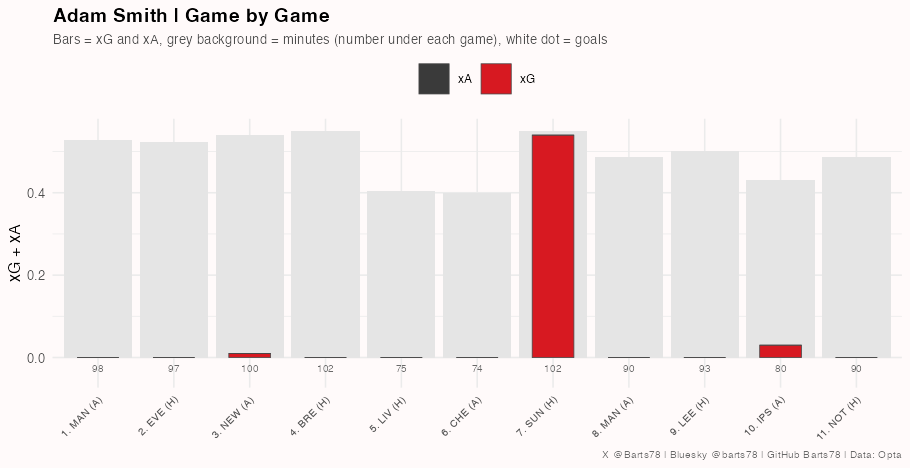 Adam Smith | Game by Game
Bars = xG and xA, grey background = minutes (number under each game), white dot = goals
xA xG
xG + xA
0.4
0.2
0.0
98 97 100 102 75 74 102 90 93 80 90
1. MAN (A) 2. EVE (H) 3. NEW (A) 4. BRE (H) 5. LIV (H) 6. CHE (A) 7. SUN (H) 8. MAN (A) 9. LEE (H) 10. IPS (A) 11. NOT (H)
X @Barts78 | Bluesky @barts78 | GitHub Barts78 | Data: Opta